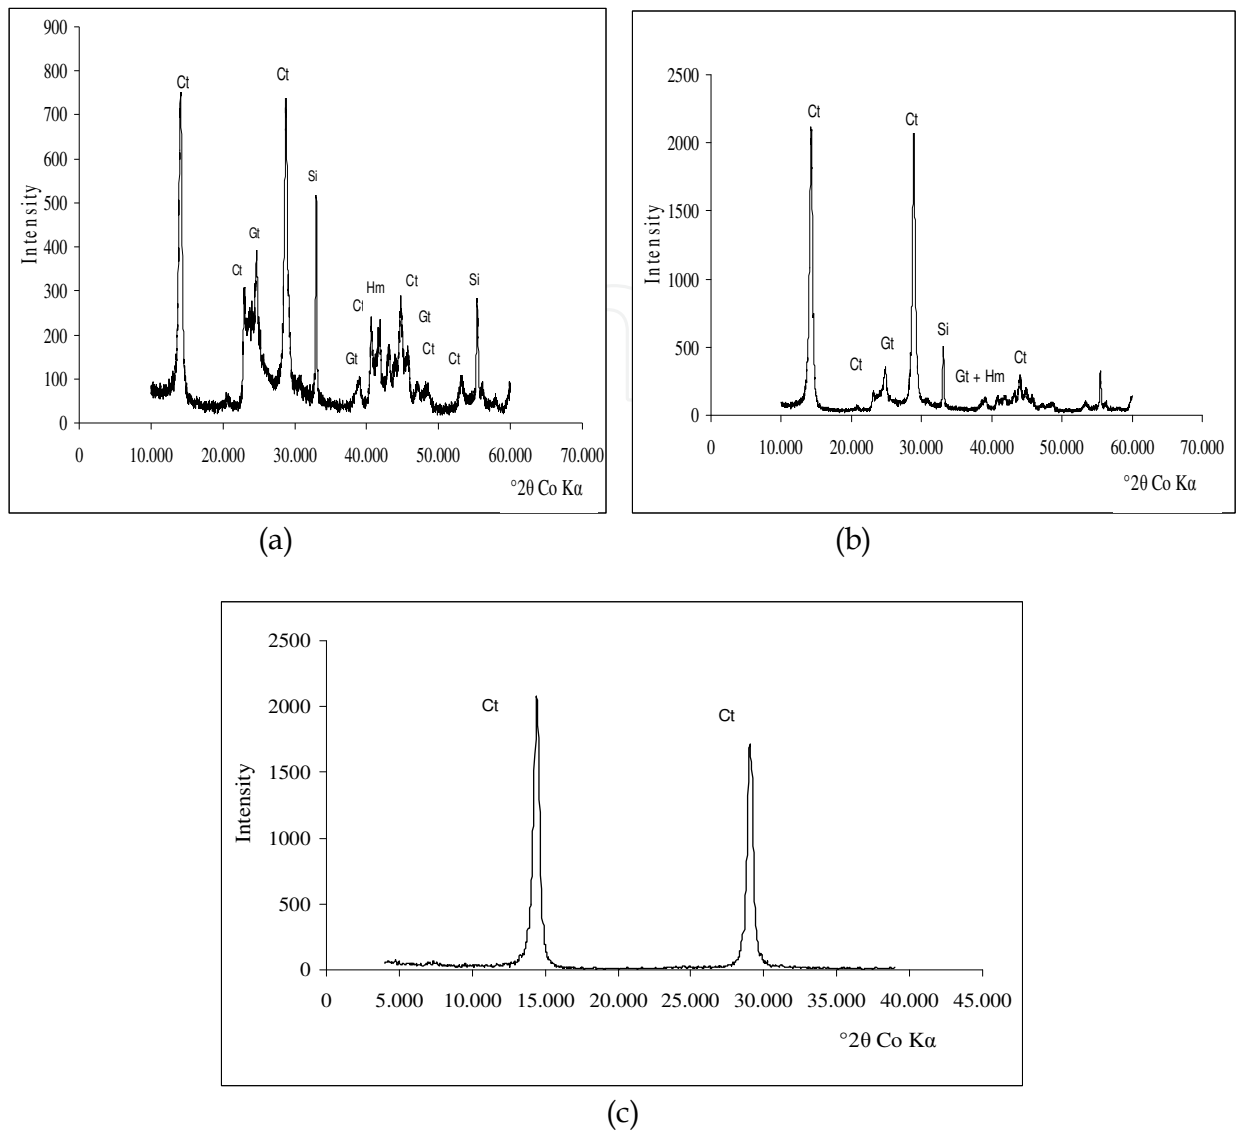 900
800
700
600
500
400
300
200
100
0
Intensity
Ct
Ct
Si
Gt
Ct
Hm
Ct
Ct
Gt
Gt
Ct
Ct
Si
0 10.000 20.000 30.000 40.000 50.000 60.000 70.000
°2θ Co Kα
(a)
2500
2000
1500
1000
500
0
Intensity
Ct
Ct
Si
Gt
Ct
Gt + Hm
Ct
0 10.000 20.000 30.000 40.000 50.000 60.000 70.000
°2θ Co Kα
(b)
2500
2000
1500
1000
500
0
Intensity
Ct
Ct
0 5.000 10.000 15.000 20.000 25.000 30.000 35.000 40.000 45.000
°2θ Co Kα
(c)